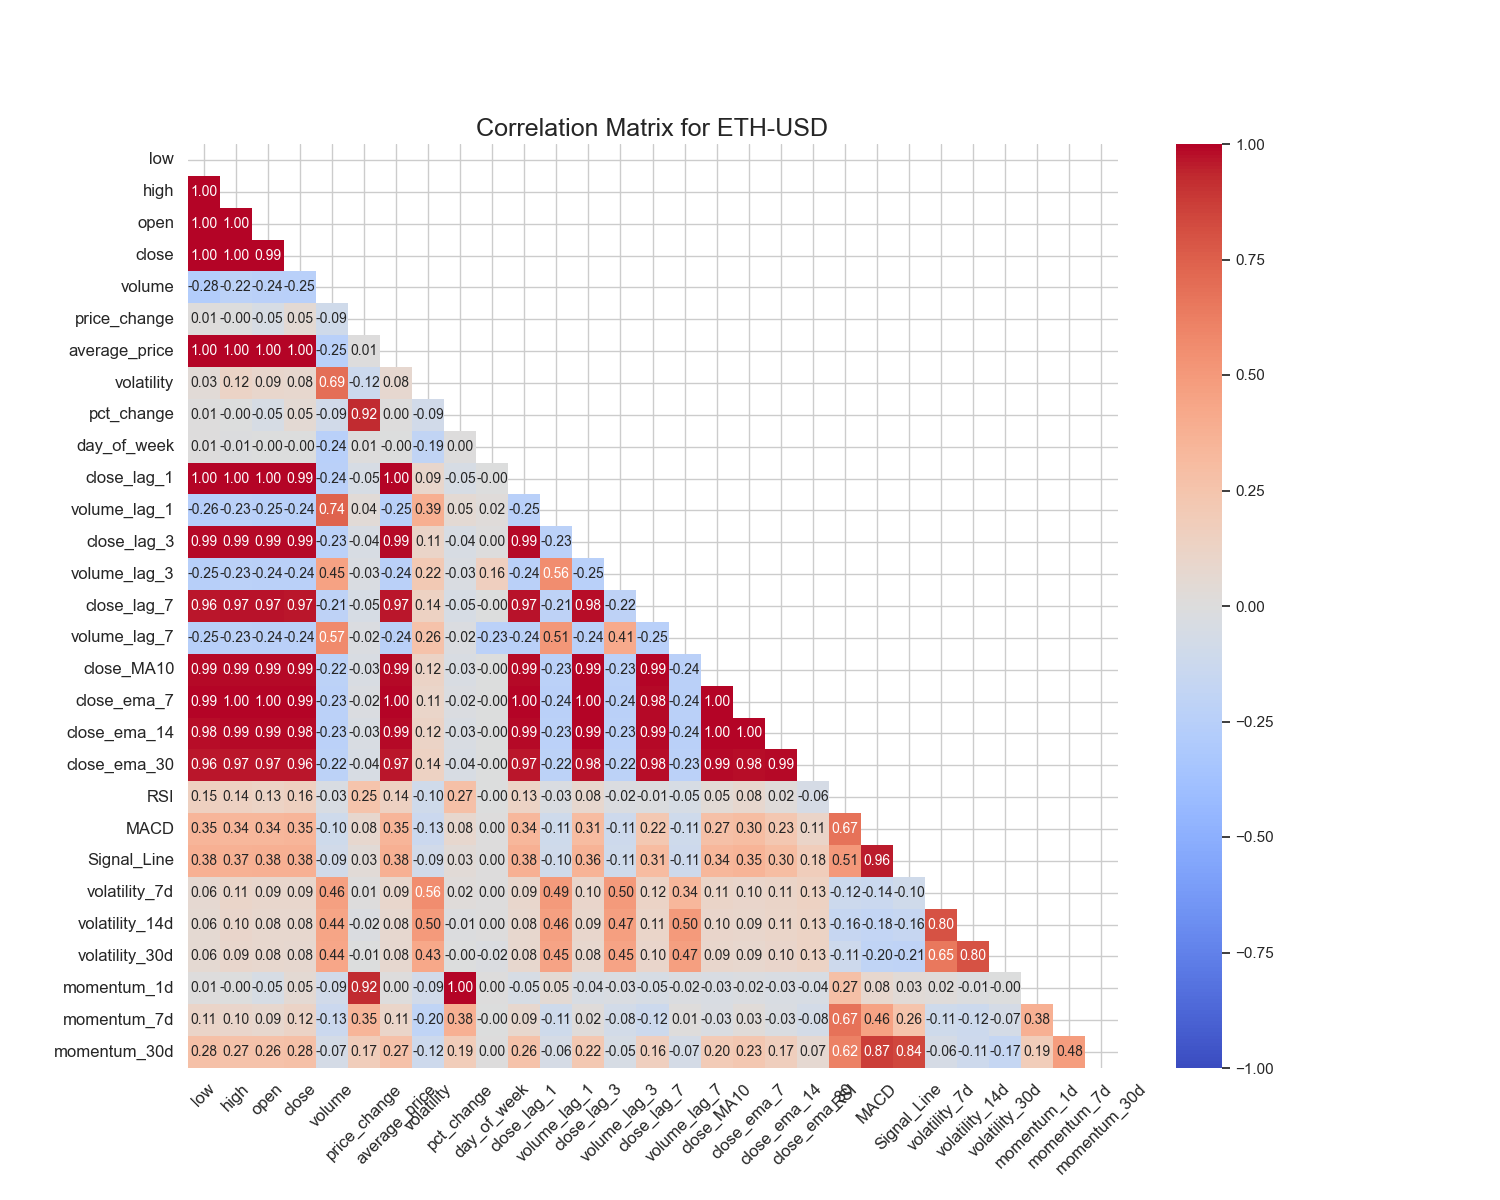 Correlation Matrix for ETH-USD
low
high 1.00
open 1.00 1.00
close 1.00 1.00 0.99
volume -0.28 -0.22 -0.24 -0.25
price_change 0.01 -0.00 -0.05 0.05 -0.09
average_price 1.00 1.00 1.00 1.00 -0.25 0.01
volatility 0.03 0.12 0.09 0.08 0.69 -0.12 0.08
pct_change 0.01 -0.00 -0.05 0.05 -0.09 0.92 0.00 -0.09
day_of_week 0.01 -0.01 -0.00 -0.00 -0.24 0.01 -0.00 -0.19 0.00
close_lag_1 1.00 1.00 1.00 0.99 -0.24 -0.05 1.00 0.09 -0.05 -0.00
volume_lag_1 -0.26 -0.23 -0.25 -0.24 0.74 0.04 -0.25 0.39 0.05 0.02 -0.25
close_lag_3 0.99 0.99 0.99 0.99 -0.23 -0.04 0.99 0.11 -0.04 0.00 0.99 -0.23
volume_lag_3 -0.25 -0.23 -0.24 -0.24 0.45 -0.03 -0.24 0.22 -0.03 0.16 -0.24 0.56 -0.25
close_lag_7 0.96 0.97 0.97 0.97 -0.21 -0.05 0.97 0.14 -0.05 -0.00 0.97 -0.21 0.98 -0.22
volume_lag_7 -0.25 -0.23 -0.24 -0.24 0.57 -0.02 -0.24 0.26 -0.02 -0.23 -0.24 0.51 -0.24 0.41 -0.25
close_MA10 0.99 0.99 0.99 0.99 -0.22 -0.03 0.99 0.12 -0.03 -0.00 0.99 -0.23 0.99 -0.23 0.99 -0.24
close_ema_7 0.99 1.00 1.00 0.99 -0.23 -0.02 1.00 0.11 -0.02 -0.00 1.00 -0.24 1.00 -0.24 0.98 -0.24 1.00
close_ema_14 0.98 0.99 0.99 0.98 -0.23 -0.03 0.99 0.12 -0.03 -0.00 0.99 -0.23 0.99 -0.23 0.99 -0.24 1.00 1.00
close_ema_30 0.96 0.97 0.97 0.96 -0.22 -0.04 0.97 0.14 -0.04 -0.00 0.97 -0.22 0.98 -0.22 0.98 -0.23 0.99 0.98 0.99
RSI 0.15 0.14 0.13 0.16 -0.03 0.25 0.14 -0.10 0.27 -0.00 0.13 -0.03 0.08 -0.02 -0.01 -0.05 0.05 0.08 0.02 -0.06
MACD 0.35 0.34 0.34 0.35 -0.10 0.08 0.35 -0.13 0.08 0.00 0.34 -0.11 0.31 -0.11 0.22 -0.11 0.27 0.30 0.23 0.11 0.67
Signal_Line 0.38 0.37 0.38 0.38 -0.09 0.03 0.38 -0.09 0.03 0.00 0.38 -0.10 0.36 -0.11 0.31 -0.11 0.34 0.35 0.30 0.18 0.51 0.96
volatility_7d 0.06 0.11 0.09 0.09 0.46 0.01 0.09 0.56 0.02 0.00 0.09 0.49 0.10 0.50 0.12 0.34 0.11 0.10 0.11 0.13 -0.12 -0.14 -0.10
volatility_14d 0.06 0.10 0.08 0.08 0.44 -0.02 0.08 0.50 -0.01 0.00 0.08 0.46 0.09 0.47 0.11 0.50 0.10 0.09 0.11 0.13 -0.16 -0.18 -0.16 0.80
volatility_30d 0.06 0.09 0.08 0.08 0.44 -0.01 0.08 0.43 -0.00 -0.02 0.08 0.45 0.08 0.45 0.08 0.47 0.09 0.09 0.10 0.13 -0.11 -0.20 -0.21 0.65 0.80
momentum_1d 0.01 -0.00 -0.05 0.05 -0.09 0.92 0.00 -0.09 1.00 0.00 -0.05 0.05 -0.04 -0.03 -0.05 -0.02 -0.03 -0.02 -0.03 -0.04 0.27 0.08 0.03 0.02 -0.01 -0.00
momentum_7d 0.11 0.10 0.09 0.12 -0.13 0.35 0.11 -0.20 0.38 -0.00 0.09 -0.11 0.02 -0.08 -0.12 0.01 -0.03 0.03 -0.03 -0.08 0.67 0.46 0.26 -0.11 -0.12 -0.07 0.38
momentum_30d 0.28 0.27 0.26 0.28 -0.07 0.17 0.27 -0.12 0.19 0.00 0.26 -0.06 0.22 -0.05 0.16 -0.07 0.20 0.23 0.17 0.07 0.62 0.87 0.84 -0.06 -0.11 -0.17 0.19 0.48
low
high
open
close
volume
price_change
average_price
volatility
pct_change
day_of_week
close_lag_1
volume_lag_1
close_lag_3
volume_lag_3
close_lag_7
volume_lag_7
close_MA10
close_ema_7
close_ema_14
close_ema_30
RSI
MACD
Signal_Line
volatility_7d
volatility_14d
volatility_30d
momentum_1d
momentum_7d
momentum_30d
1.00
0.75
0.50
0.25
0.00
−0.25
−0.50
−0.75
−1.00